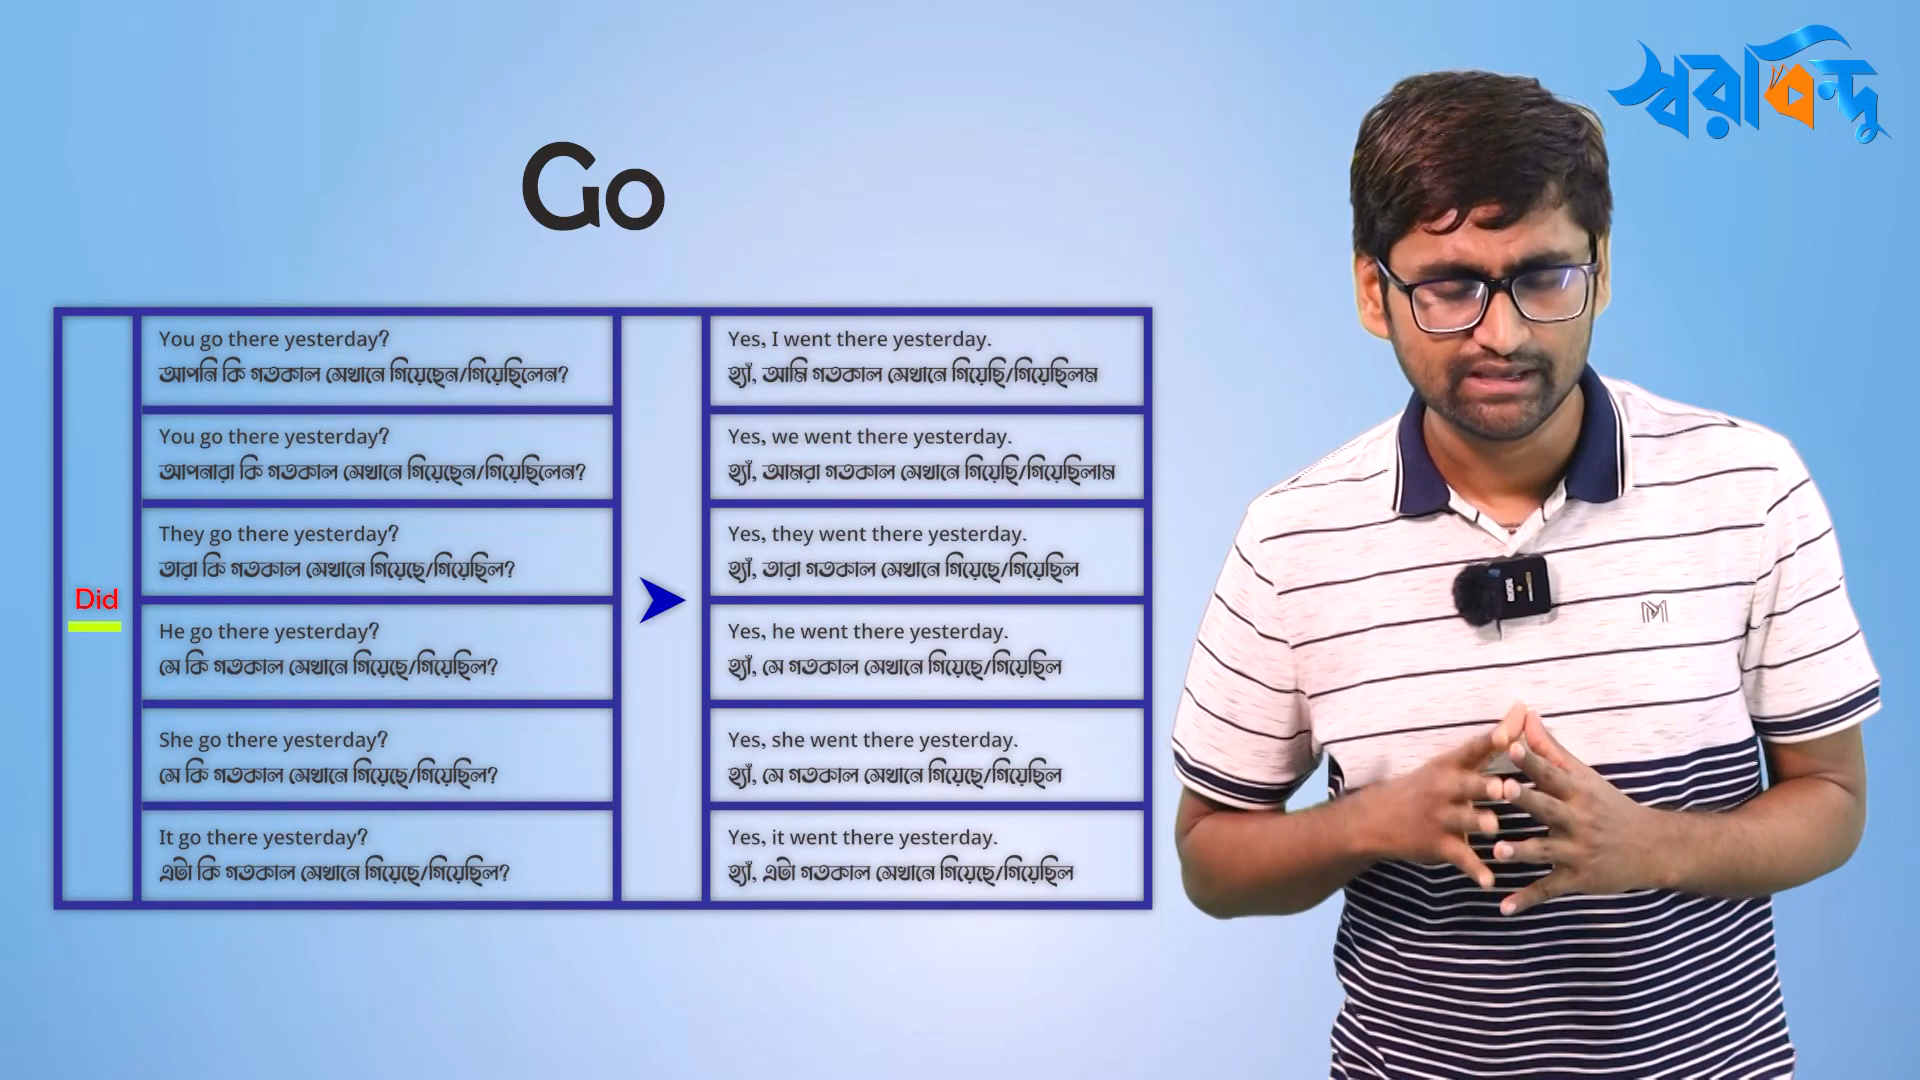 স্বরবিন্দু
Go
Did
You go there yesterday?
আপনি কি গতকাল সেখানে গিয়েছেন/গিয়েছিলেন?
You go there yesterday?
আপনারা কি গতকাল সেখানে গিয়েছেন/গিয়েছিলেন?
They go there yesterday?
তারা কি গতকাল সেখানে গিয়েছে/গিয়েছিল?
He go there yesterday?
সে কি গতকাল সেখানে গিয়েছে/গিয়েছিল?
She go there yesterday?
সে কি গতকাল সেখানে গিয়েছে/গিয়েছিল?
It go there yesterday?
এটা কি গতকাল সেখানে গিয়েছে/গিয়েছিল?
Yes, I went there yesterday.
হ্যাঁ, আমি গতকাল সেখানে গিয়েছি/গিয়েছিলম
Yes, we went there yesterday.
হ্যাঁ, আমরা গতকাল সেখানে গিয়েছি/গিয়েছিলাম
Yes, they went there yesterday.
হ্যাঁ, তারা গতকাল সেখানে গিয়েছে/গিয়েছিল
Yes, he went there yesterday.
হ্যাঁ, সে গতকাল সেখানে গিয়েছে/গিয়েছিল
Yes, she went there yesterday.
হ্যাঁ, সে গতকাল সেখানে গিয়েছে/গিয়েছিল
Yes, it went there yesterday.
হ্যাঁ, এটা গতকাল সেখানে গিয়েছে/গিয়েছিল